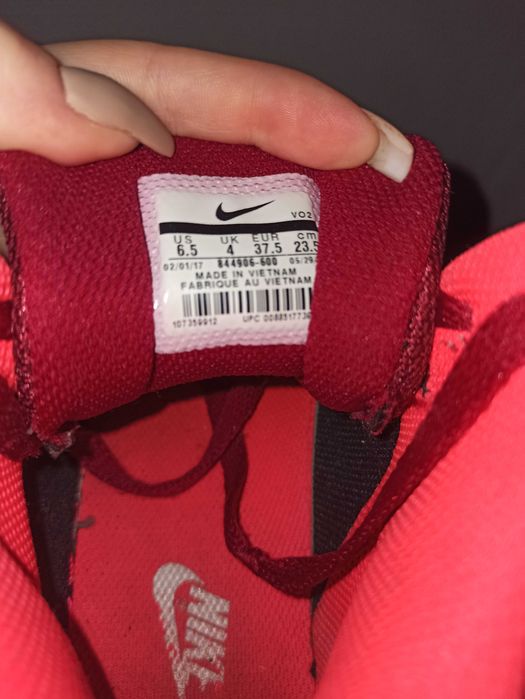 VO2
US UK EUR cm
6.5 4 37.5 23.5
02/01/17 844906-600 05/29
MADE IN VIETNAM
FABRIQUE AU VIETNAM
107359912 UPC 00885177
NIKE